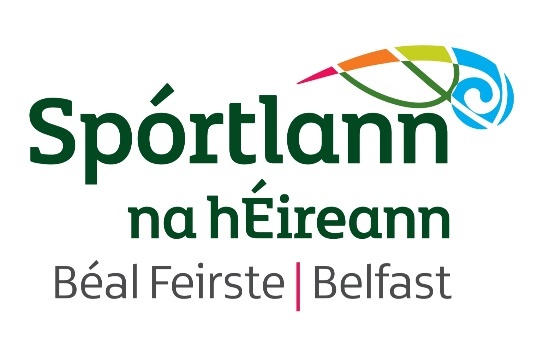 Spórtlann
na hÉireann
Béal Feirste | Belfast